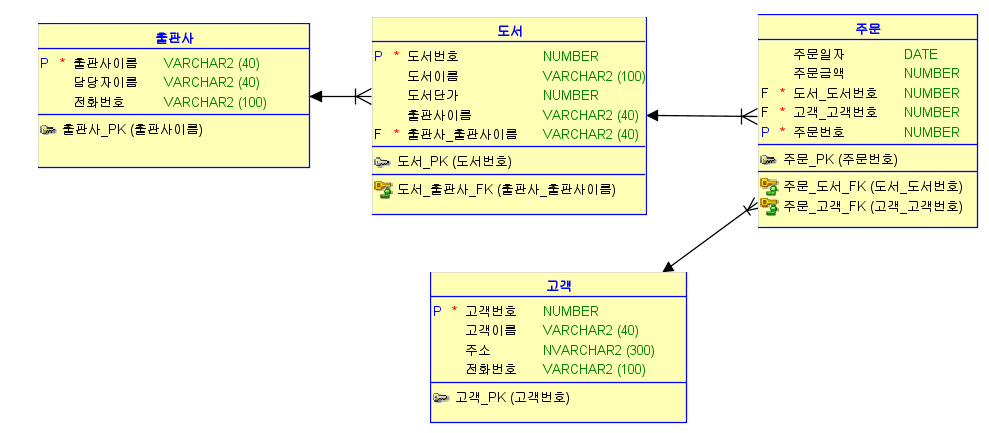 출판사
P * 출판사이름 VARCHAR2 (40)
담당자이름 VARCHAR2 (40)
전화번호 VARCHAR2 (100)
출판사_PK (출판사이름)
도서
P * 도서번호 NUMBER
도서이름 VARCHAR2 (100)
도서단가 NUMBER
출판사이름 VARCHAR2 (40)
F * 출판사_출판사이름 VARCHAR2 (40)
도서_PK (도서번호)
도서_출판사_FK (출판사_출판사이름)
주문
주문일자 DATE
주문금액 NUMBER
F * 도서_도서번호 NUMBER
F * 고객_고객번호 NUMBER
P * 주문번호 NUMBER
주문_PK (주문번호)
주문_도서_FK (도서_도서번호)
주문_고객_FK (고객_고객번호)
고객
P * 고객번호 NUMBER
고객이름 VARCHAR2 (40)
주소 NVARCHAR2 (300)
전화번호 VARCHAR2 (100)
고객_PK (고객번호)